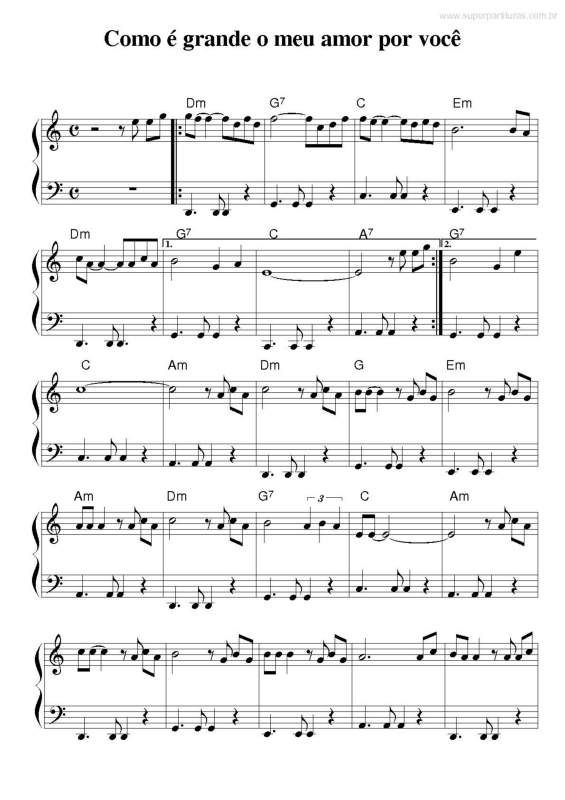 www.superpartituras.com.br
Como é grande o meu amor por você
Dm G7 C Em
Dm G7 C A7 G7
1. 2.
C Am Dm G Em
Am Dm G7 C Am
3